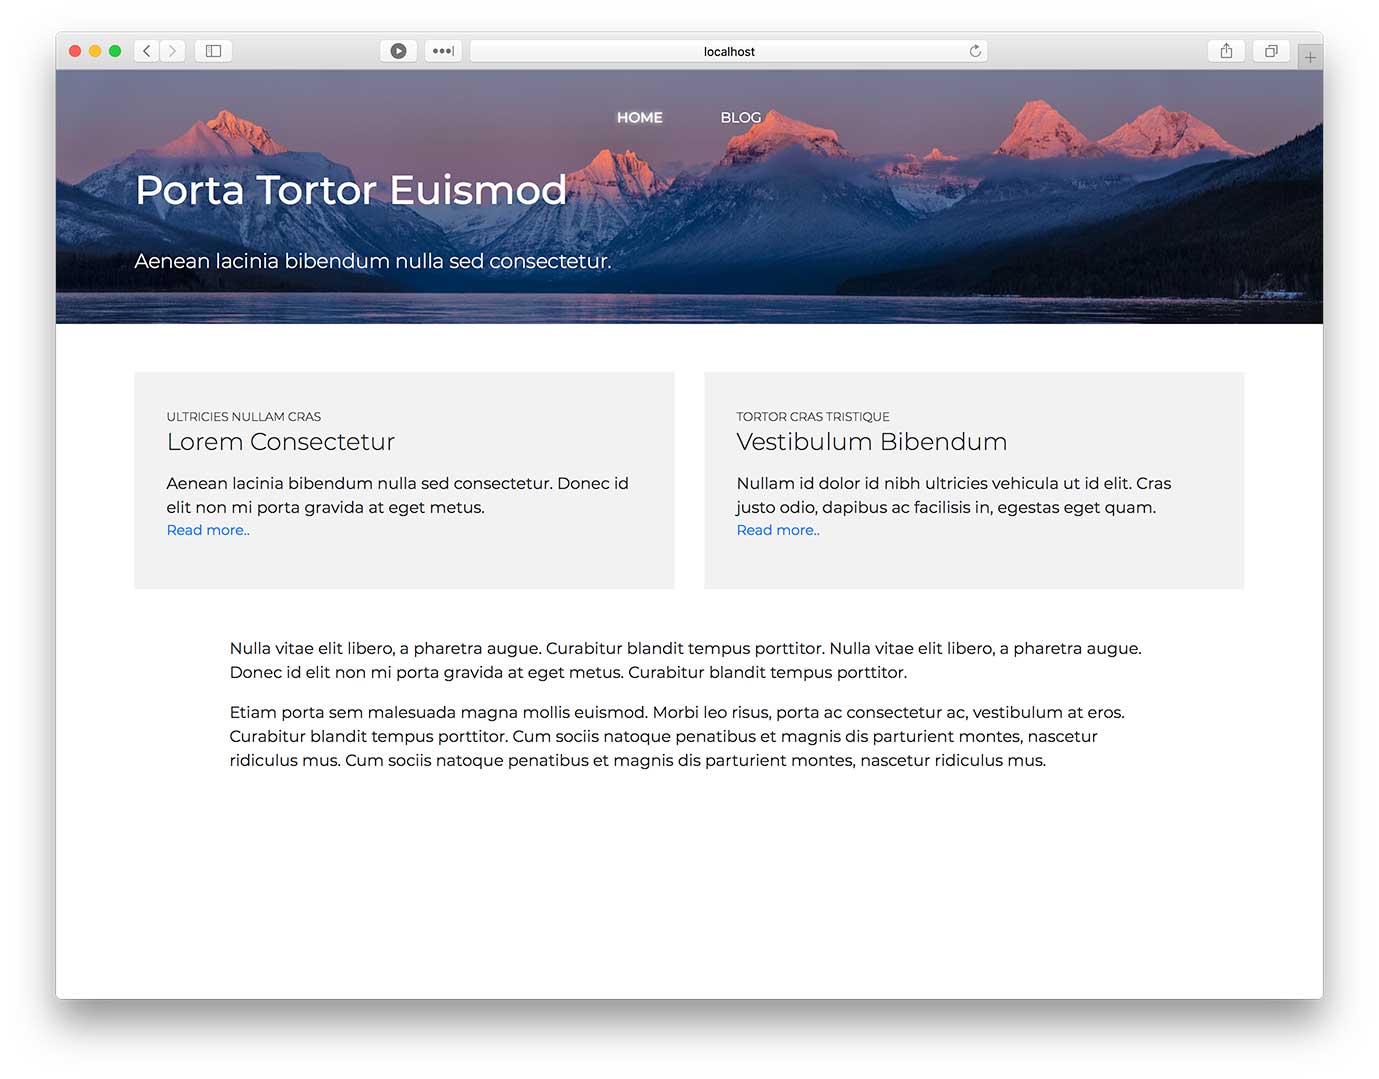 localhost
HOME
BLOG
Porta Tortor Euismod
Aenean lacinia bibendum nulla sed consectetur.
ULTRICIES NULLAM CRAS
Lorem Consectetur
Aenean lacinia bibendum nulla sed consectetur. Donec id
elit non mi porta gravida at eget metus.
Read more..
TORTOR CRAS TRISTIQUE
Vestibulum Bibendum
Nullam id dolor id nibh ultricies vehicula ut id elit. Cras
justo odio, dapibus ac facilisis in, egestas eget quam.
Read more..
Nulla vitae elit libero, a pharetra augue. Curabitur blandit tempus porttitor. Nulla vitae elit libero, a pharetra augue.
Donec id elit non mi porta gravida at eget metus. Curabitur blandit tempus porttitor.
Etiam porta sem malesuada magna mollis euismod. Morbi leo risus, porta ac consectetur ac, vestibulum at eros.
Curabitur blandit tempus porttitor. Cum sociis natoque penatibus et magnis dis parturient montes, nascetur
ridiculus mus. Cum sociis natoque penatibus et magnis dis parturient montes, nascetur ridiculus mus.